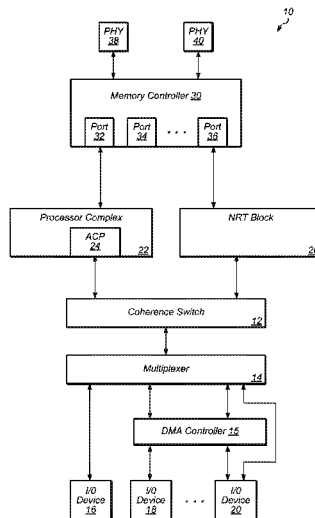 10
PHY
38
PHY
40
Memory Controller 30
Port
32
Port
34
. . .
Port
36
Processor Complex
ACP
24
22
NRT Block
Coherence Switch
12
Multiplexer
14
DMA Controller 15
I/O
Device
16
I/O
Device
18
. . .
I/O
Device
20